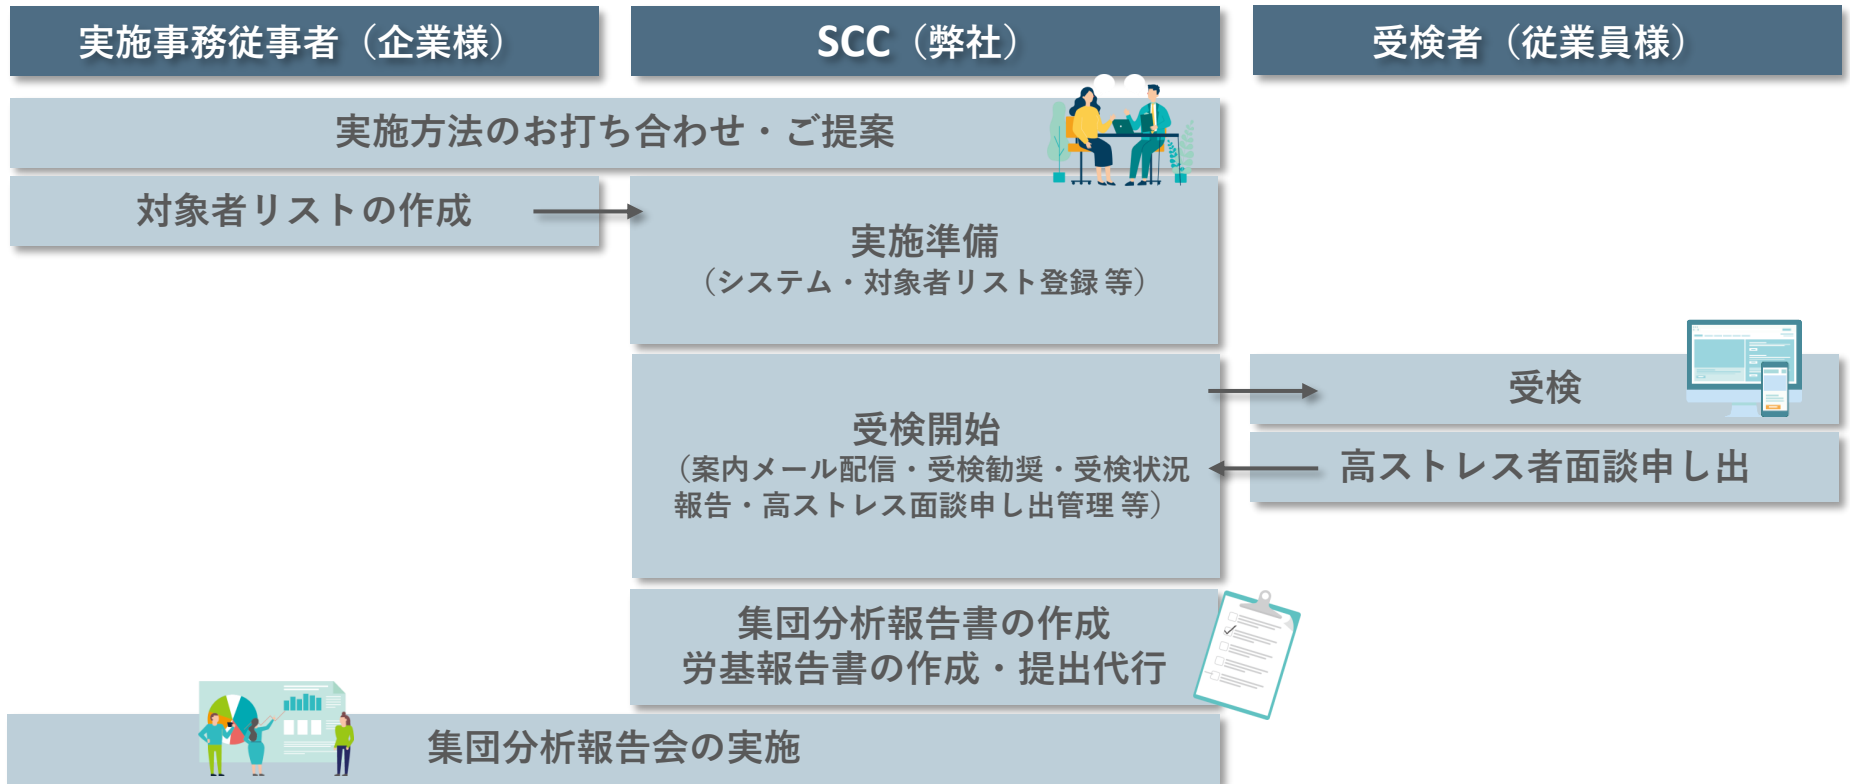 実施事務従事者（企業様）
SCC（弊社）
受検者（従業員様）
実施方法のお打ち合わせ・ご提案
対象者リストの作成
実施準備
（システム・対象者リスト登録 等）
受検開始
（案内メール配信・受検勧奨・受検状況
報告・高ストレス面談申し出管理 等）
受検
高ストレス者面談申し出
集団分析報告書の作成
労基報告書の作成・提出代行
集団分析報告会の実施